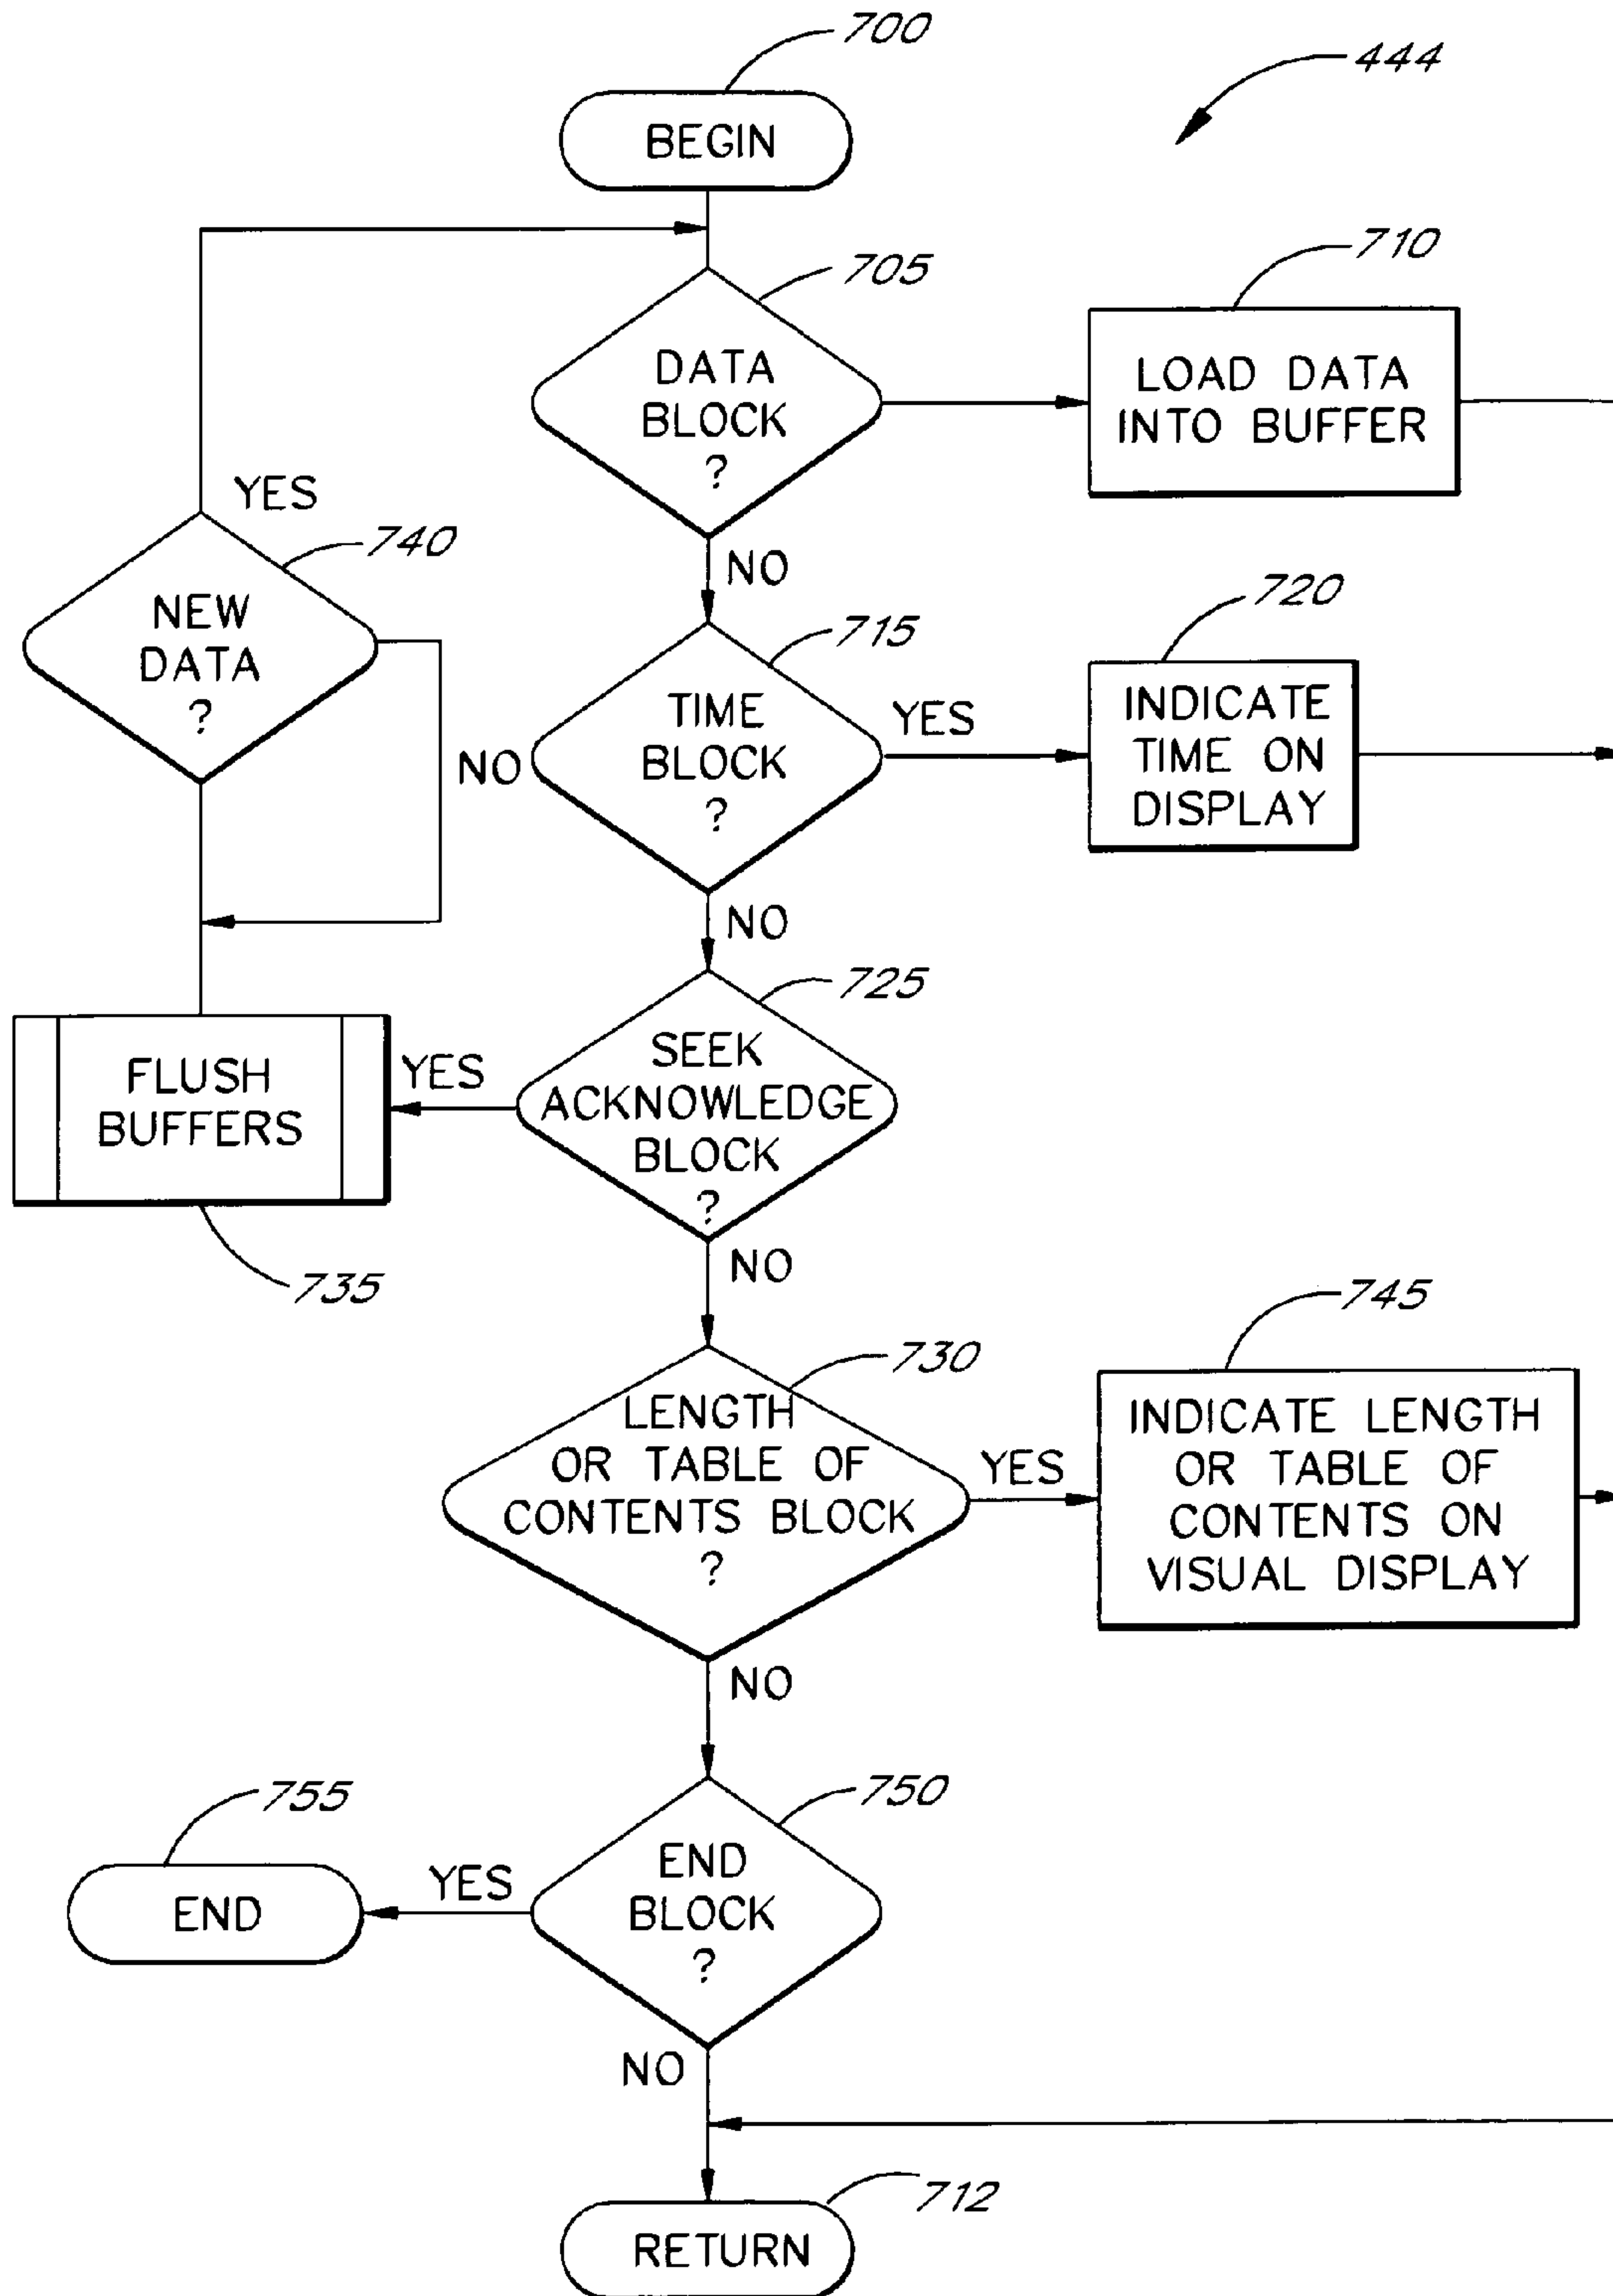 700
444
BEGIN
705
710
DATA
BLOCK
?
LOAD DATA
INTO BUFFER
YES
740
NO
NEW
DATA
?
NO
715
720
TIME
BLOCK
?
YES
INDICATE
TIME ON
DISPLAY
NO
725
SEEK
ACKNOWLEDGE
BLOCK
?
YES
FLUSH
BUFFERS
735
NO
730
745
LENGTH
OR TABLE OF
CONTENTS BLOCK
?
YES
INDICATE LENGTH
OR TABLE OF
CONTENTS ON
VISUAL DISPLAY
NO
755
750
END
BLOCK
?
YES
END
NO
712
RETURN